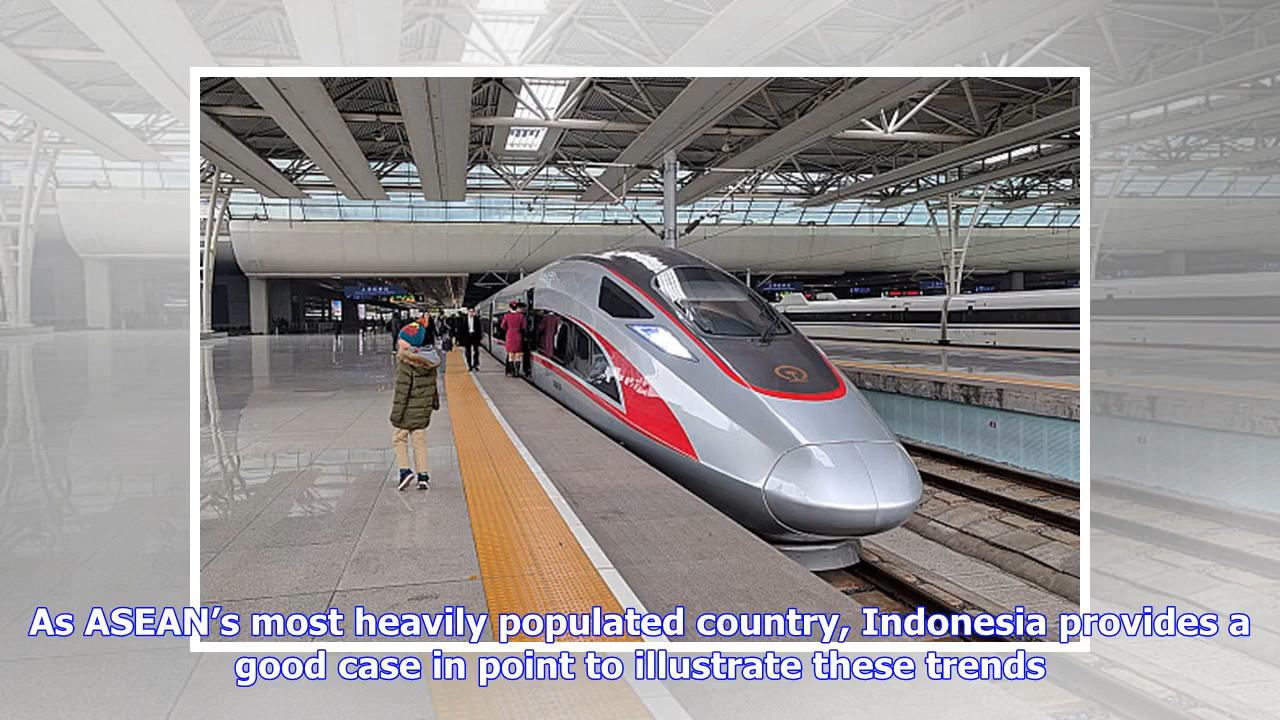 As ASEAN’s most heavily populated country, Indonesia provides a
good case in point to illustrate these trends